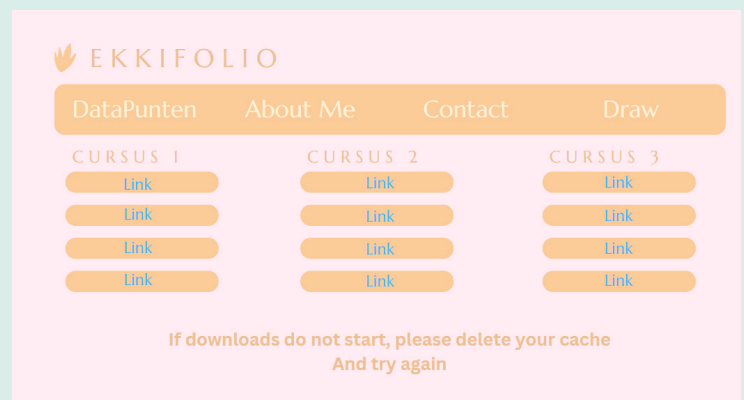 EKKIFOLIO
DataPunten About Me Contact Draw
CURSUS 1 CURSUS 2 CURSUS 3
Link Link Link
Link Link Link
Link Link Link
Link Link Link
If downloads do not start, please delete your cache
And try again